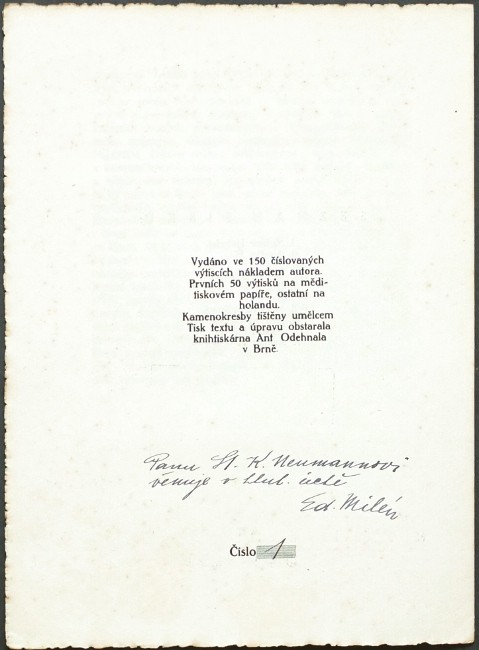 Vydáno ve 150 číslovaných
výtiscích nákladem autora.
Prvních 50 výtisků na mědi-
tiskovém papíře, ostatní na
holandu.
Kamenokresby tištěny umělcem
Tisk textu a úpravu obstarala
knihtiskárna Ant Odehnala
v Brně.
Panu St. K. Neumannovi
věnuje v hlub. úctě
Ed. Milén
Číslo 1